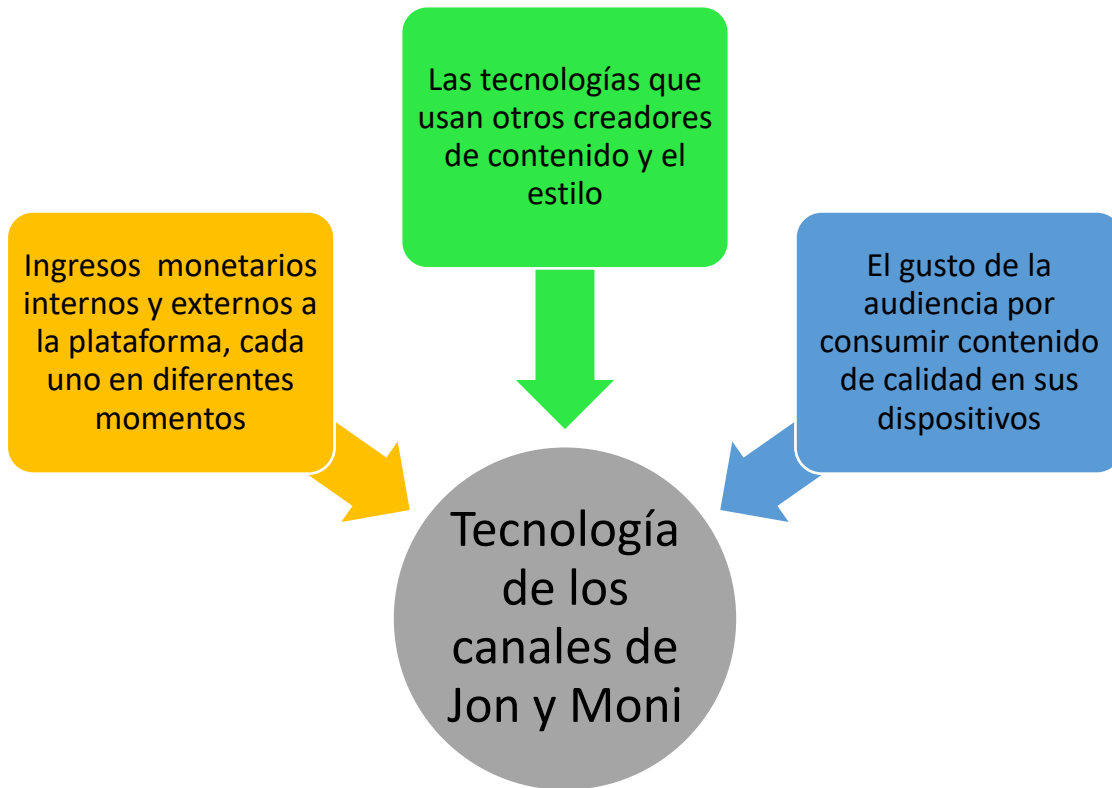 Las tecnologías que
usan otros creadores
de contenido y el
estilo
Ingresos monetarios
internos y externos a
la plataforma, cada
uno en diferentes
momentos
El gusto de la
audiencia por
consumir contenido
de calidad en sus
dispositivos
Tecnología
de los
canales de
Jon y Moni